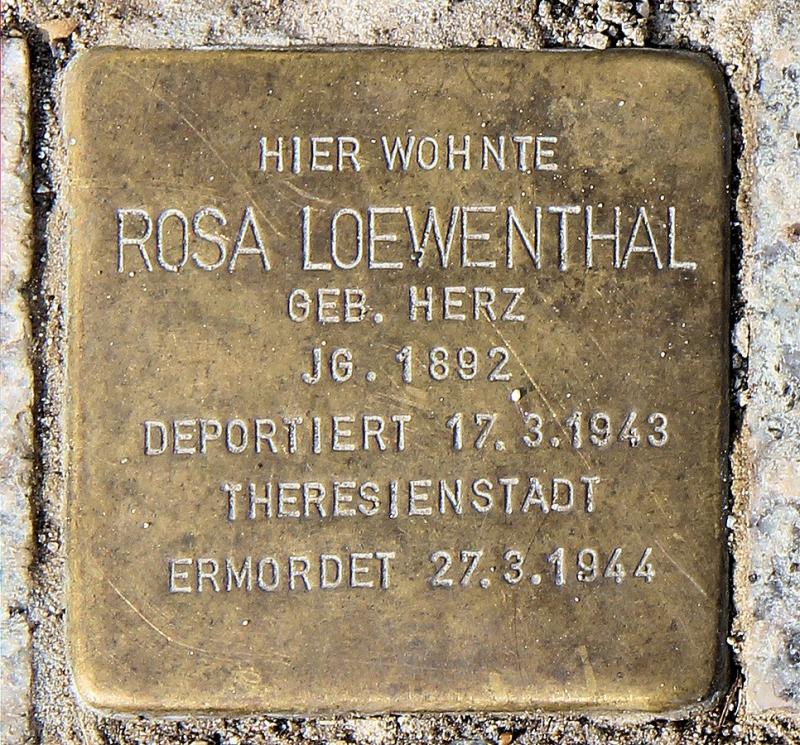 HIER WOHNTE
ROSA LOEWENTHAL
GEB. HERZ
JG. 1892
DEPORTIERT 17.3.1943
THERESIENSTADT
ERMORDET 27.3.1944